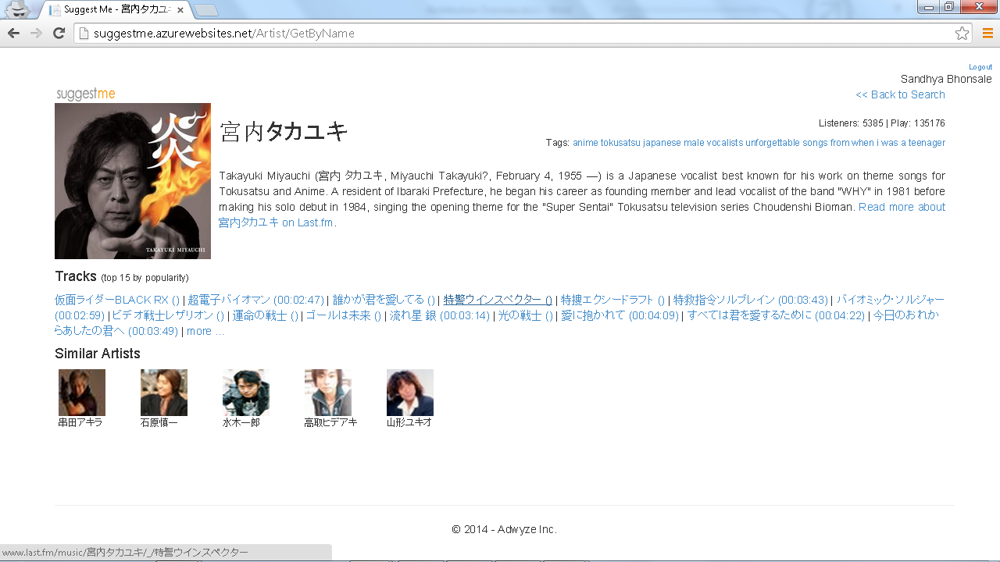 Suggest Me - 宮内タカユキ
suggestme.azurewebsites.net/Artist/GetByName
Logout
Sandhya Bhonsale
suggestme
<< Back to Search
炎
TAKAYUKI MIYAUCHI
宮内タカユキ
Listeners: 5385 | Play: 135176
Tags: anime tokusatsu japanese male vocalists unforgettable songs from when i was a teenager
Takayuki Miyauchi (宮内 タカユキ, Miyauchi Takayuki?, February 4, 1955 —) is a Japanese vocalist best known for his work on theme songs for
Tokusatsu and Anime. A resident of Ibaraki Prefecture, he began his career as founding member and lead vocalist of the band "WHY" in 1981 before
making his solo debut in 1984, singing the opening theme for the "Super Sentai" Tokusatsu television series Choudenshi Bioman. Read more about
宮内タカユキ on Last.fm.
Tracks (top 15 by popularity)
仮面ライダーBLACK RX () | 超電子バイオマン (00:02:47) | 誰かが君を愛してる () | 特警ウインスペクター () | 特捜エクシードラフト () | 特救指令ソルブレイン (00:03:43) | バイオミック・ソルジャー
(00:02:59) | ビデオ戦士レザリオン () | 運命の戦士 () | ゴールは未来 () | 流れ星 銀 (00:03:14) | 光の戦士 () | 愛に抱かれて (00:04:09) | すべては君を愛するために (00:04:22) | 今日のおれか
らあしたの君へ (00:03:49) | more ...
Similar Artists
串田アキラ
石原慎一
水木一郎
高取ヒデアキ
山形ユキオ
© 2014 - Adwyze Inc.
www.last.fm/music/宮内タカユキ/_/特警ウインスペクター